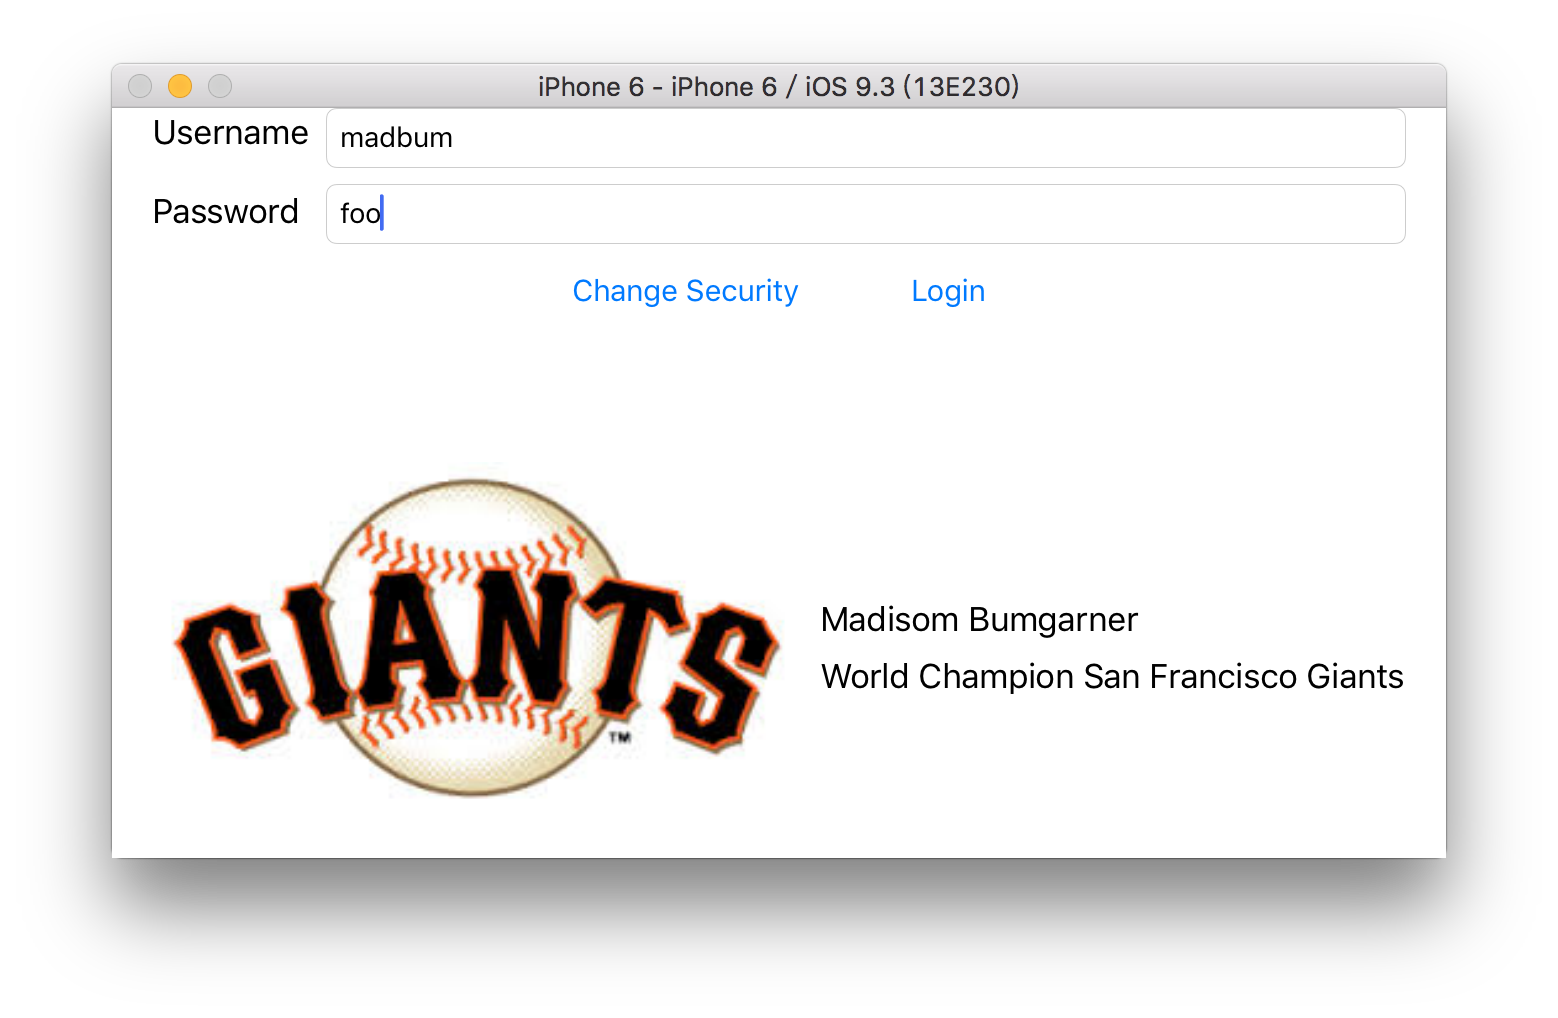 iPhone 6 - iPhone 6 / iOS 9.3 (13E230)
Username madbum
Password foo
Change Security Login
GIANTS
TM
Madisom Bumgarner
World Champion San Francisco Giants